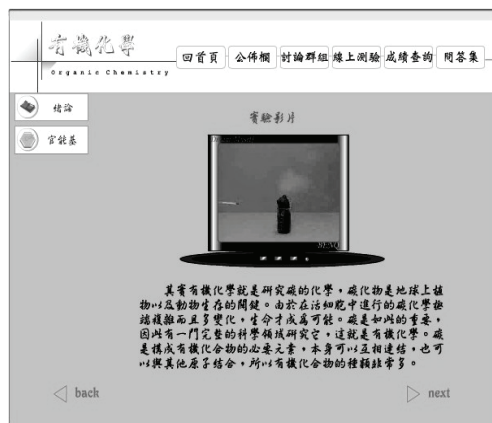 有機化學
Organic Chemistry
回首頁 公佈欄 討論群組 線上測驗 成績查詢 問答集
緒論
官能基
實驗影片
BENQ
其實有機化學就是研究碳的化學，碳化物是地球上植
物以及動物生存的關鍵。由於在活細胞中進行的碳化學極
端複雜而且多變化，生命才成為可能。碳是如此的重要，
因此有一門完整的科學領域研究它，這就是有機化學。碳
是構成有機化合物的必要元素，本身可以互相連結，也可
以與其他原子結合，所以有機化合物的種類非常多。
back next